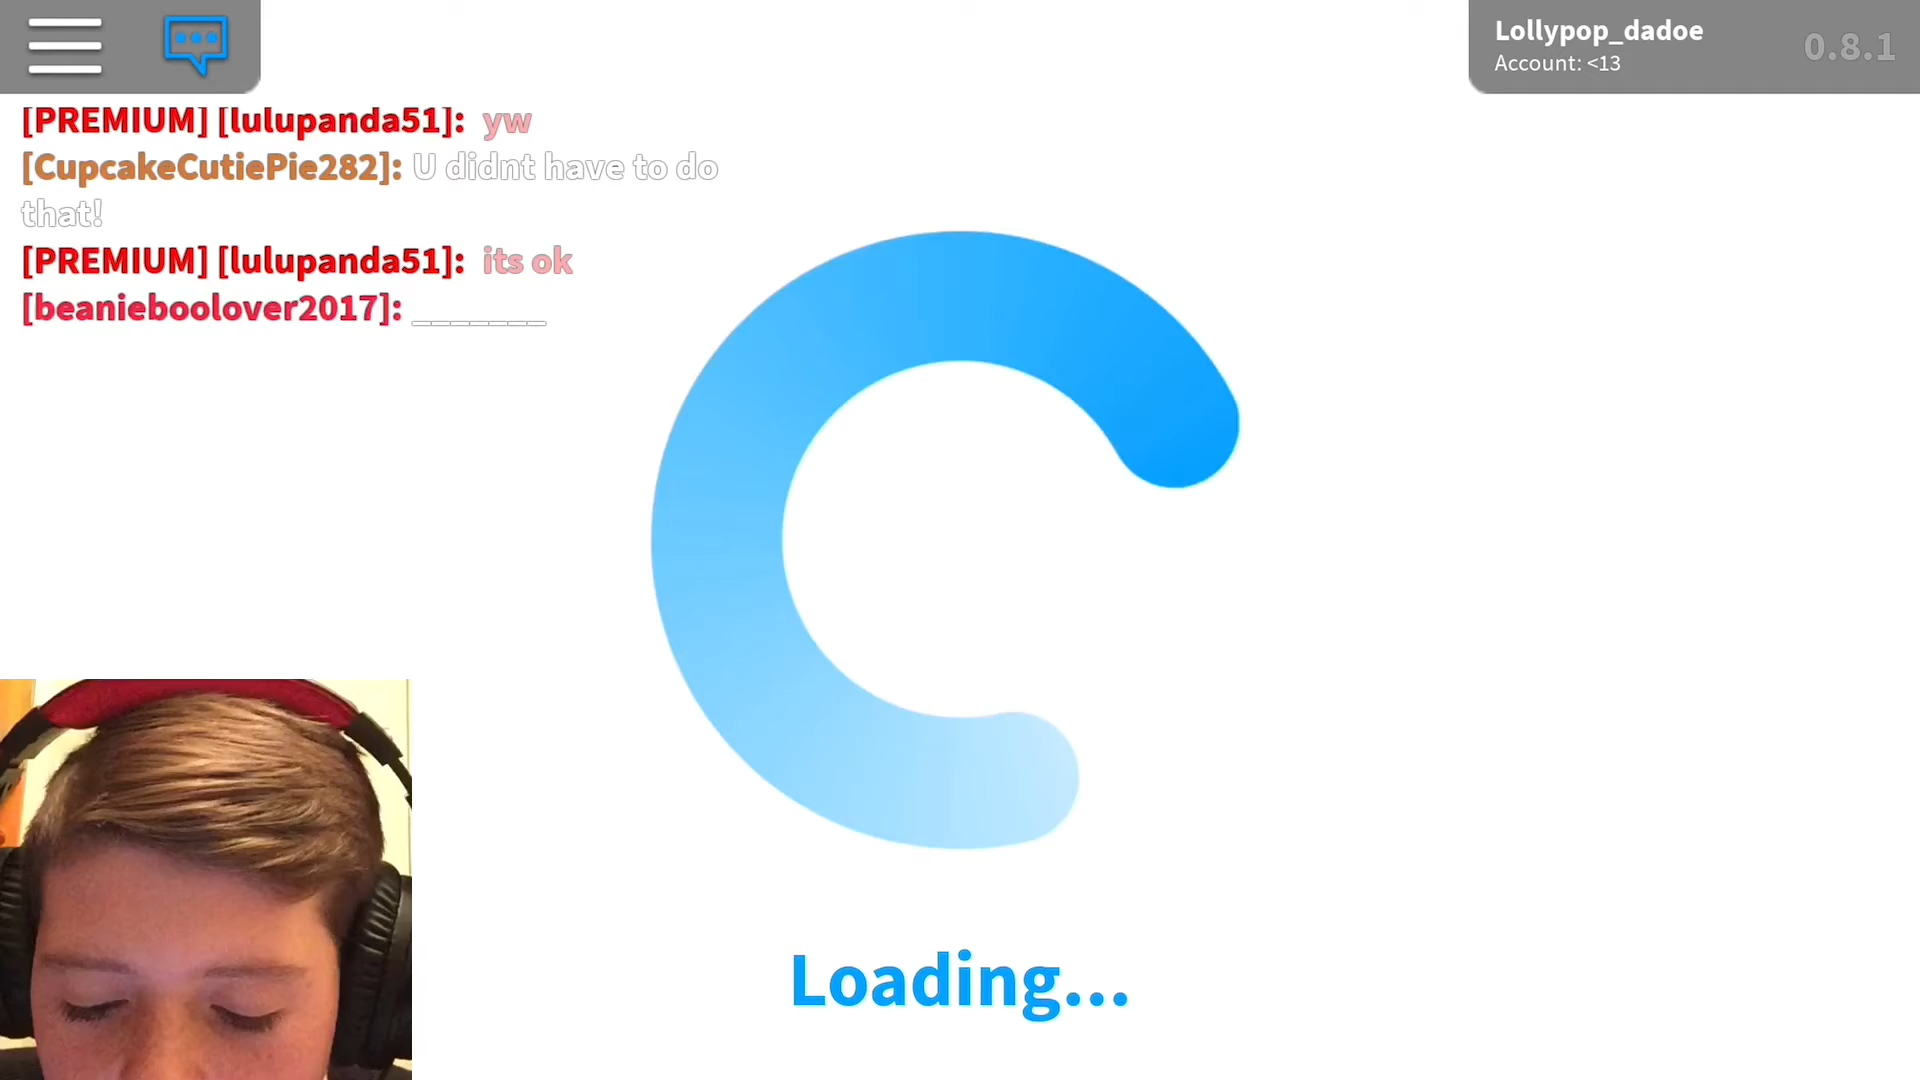 Lollypop_dadoe
Account: <13
0.8.1
[PREMIUM] [lulupanda51]: yw
[CupcakeCutiePie282]: U didnt have to do
that!
[PREMIUM] [lulupanda51]: its ok
[beanieboolover2017]: _______
Loading...